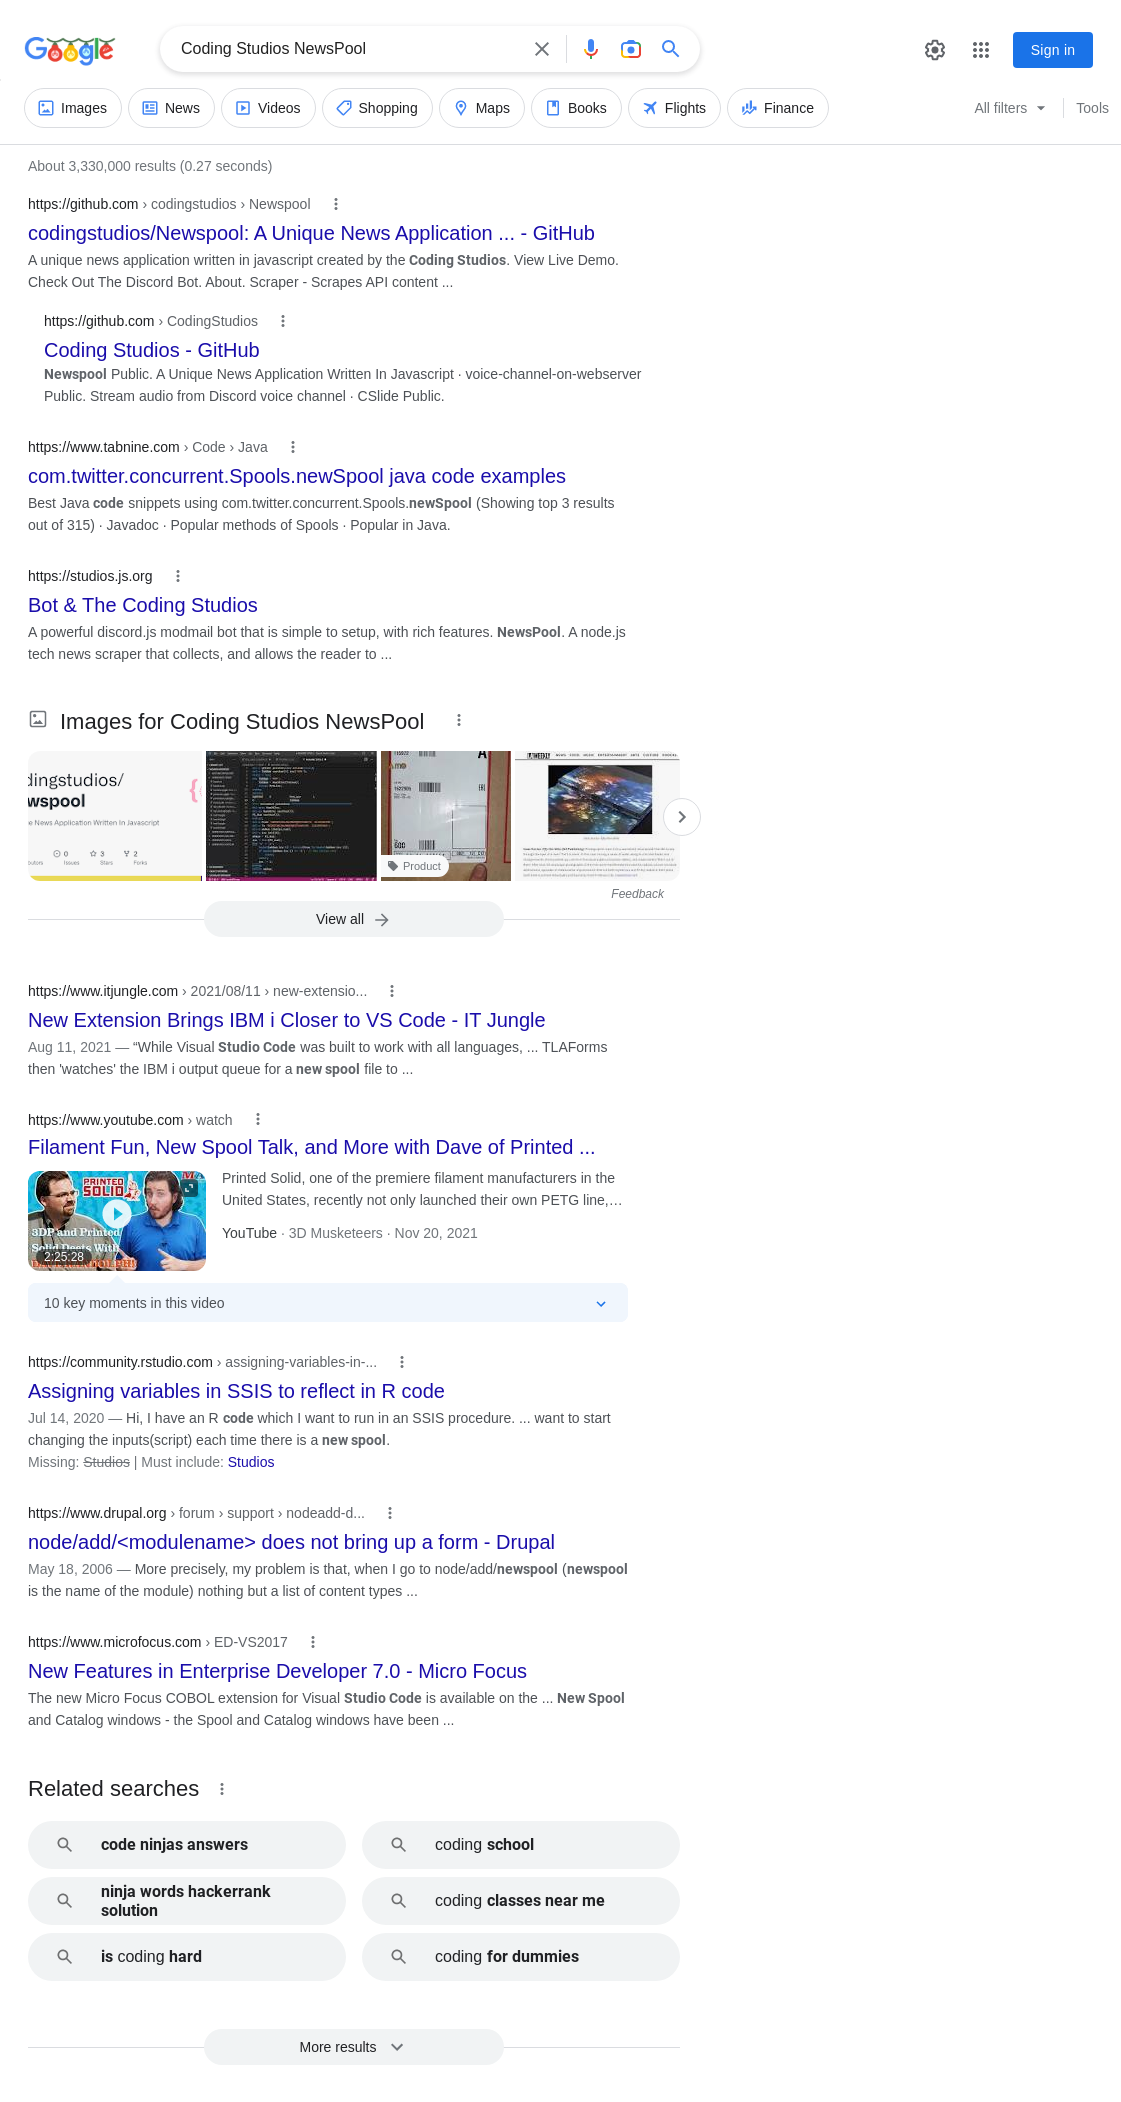 Google
Coding Studios NewsPool
Sign in
Images
News
Videos
Shopping
Maps
Books
Flights
Finance
All filters
Tools
About 3,330,000 results (0.27 seconds)
https://github.com › codingstudios › Newspool
codingstudios/Newspool: A Unique News Application ... - GitHub
A unique news application written in javascript created by the Coding Studios. View Live Demo.
Check Out The Discord Bot. About. Scraper - Scrapes API content ...
https://github.com › CodingStudios
Coding Studios - GitHub
Newspool Public. A Unique News Application Written In Javascript · voice-channel-on-webserver
Public. Stream audio from Discord voice channel · CSlide Public.
https://www.tabnine.com › Code › Java
com.twitter.concurrent.Spools.newSpool java code examples
Best Java code snippets using com.twitter.concurrent.Spools.newSpool (Showing top 3 results
out of 315) · Javadoc · Popular methods of Spools · Popular in Java.
https://studios.js.org
Bot & The Coding Studios
A powerful discord.js modmail bot that is simple to setup, with rich features. NewsPool. A node.js
tech news scraper that collects, and allows the reader to ...
Images for Coding Studios NewsPool
dingstudios/
wspool
e News Application Written In Javascript
0
3
2
utors Issues Stars Forks
Product
Feedback
View all
https://www.itjungle.com › 2021/08/11 › new-extensio...
New Extension Brings IBM i Closer to VS Code - IT Jungle
Aug 11, 2021 — “While Visual Studio Code was built to work with all languages, ... TLAForms
then 'watches' the IBM i output queue for a new spool file to ...
https://www.youtube.com › watch
Filament Fun, New Spool Talk, and More with Dave of Printed ...
PRINTED
SOLID
3DP and Printed
Solid Deets With
2:25:28
Printed Solid, one of the premiere filament manufacturers in the
United States, recently not only launched their own PETG line,...
YouTube · 3D Musketeers · Nov 20, 2021
10 key moments in this video
https://community.rstudio.com › assigning-variables-in-...
Assigning variables in SSIS to reflect in R code
Jul 14, 2020 — Hi, I have an R code which I want to run in an SSIS procedure. ... want to start
changing the inputs(script) each time there is a new spool.
Missing: Studios | Must include: Studios
https://www.drupal.org › forum › support › nodeadd-d...
node/add/<modulename> does not bring up a form - Drupal
May 18, 2006 — More precisely, my problem is that, when I go to node/add/newspool (newspool
is the name of the module) nothing but a list of content types ...
https://www.microfocus.com › ED-VS2017
New Features in Enterprise Developer 7.0 - Micro Focus
The new Micro Focus COBOL extension for Visual Studio Code is available on the ... New Spool
and Catalog windows - the Spool and Catalog windows have been ...
Related searches
code ninjas answers
coding school
ninja words hackerrank
solution
coding classes near me
is coding hard
coding for dummies
More results